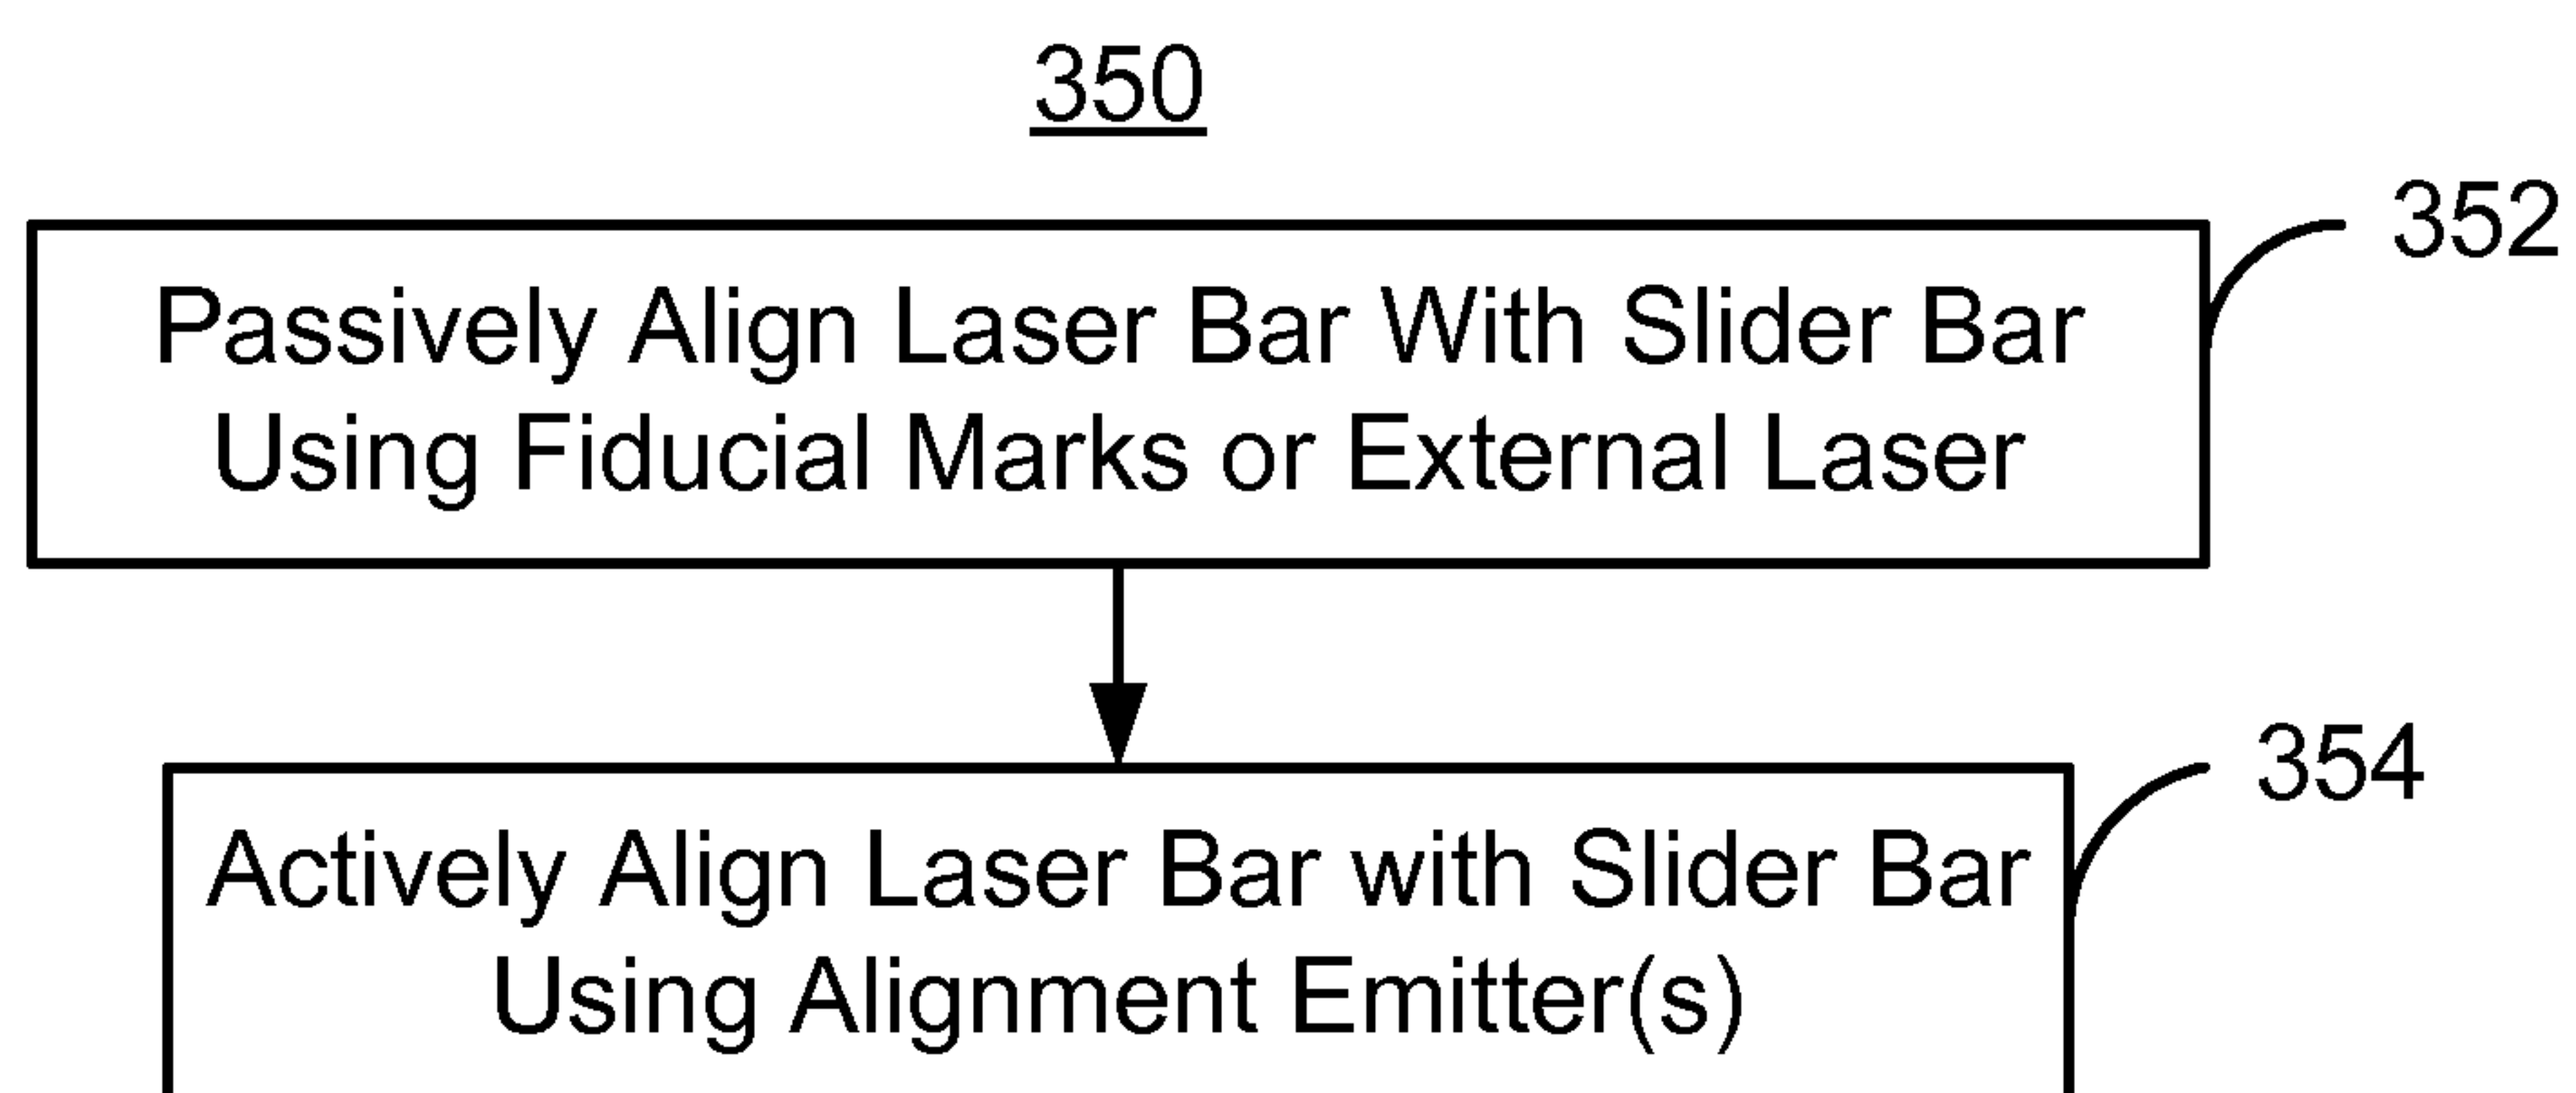 350
352
Passively Align Laser Bar With Slider Bar
Using Fiducial Marks or External Laser
354
Actively Align Laser Bar with Slider Bar
Using Alignment Emitter(s)